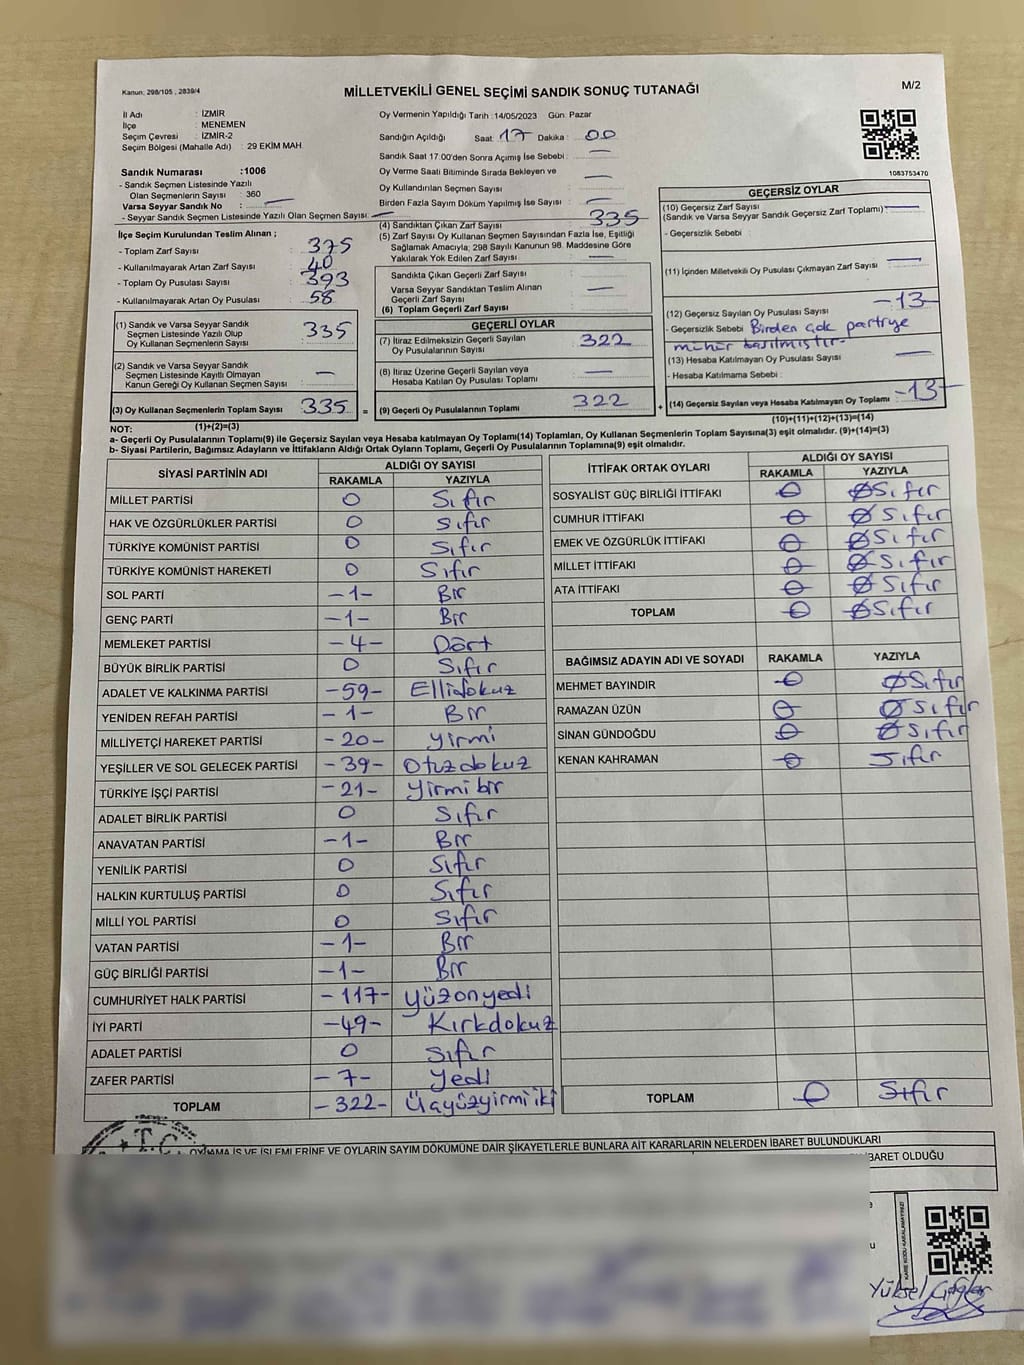 Kanun: 298/105 , 2839/4
MİLLETVEKİLİ GENEL SEÇİMİ SANDIK SONUÇ TUTANAĞI
M/2
İl Adı : İZMİR
İlçe : MENEMEN
Seçim Çevresi : İZMİR-2
Seçim Bölgesi (Mahalle Adı) : 29 EKİM MAH.
Oy Vermenin Yapıldığı Tarih :14/05/2023 Gün: Pazar
Sandığın Açıldığı Saat: 17 Dakika : 00
Sandık Saat 17:00'den Sonra Açımış İse Sebebi : —
Oy Verme Saati Bitiminde Sırada Bekleyen ve
Oy Kullandırılan Seçmen Sayısı : —
Birden Fazla Sayım Döküm Yapılmış İse Sayısı : —
1083753470
Sandık Numarası :1006
- Sandık Seçmen Listesinde Yazılı
Olan Seçmenlerin Sayısı : 360
Varsa Seyyar Sandık No :
- Seyyar Sandık Seçmen Listesinde Yazılı Olan Seçmen Sayısı: —
İlçe Seçim Kurulundan Teslim Alınan ;
- Toplam Zarf Sayısı : 375
- Kullanılmayarak Artan Zarf Sayısı : 40
- Toplam Oy Pusulası Sayısı : 393
- Kullanılmayarak Artan Oy Pusulası : 58
(1) Sandık ve Varsa Seyyar Sandık
Seçmen Listesinde Yazılı Olup
Oy Kullanan Seçmenlerin Sayısı : 335
(2) Sandık ve Varsa Seyyar Sandık
Seçmen Listesinde Kayıtlı Olmayan
Kanun Gereği Oy Kullanan Seçmen Sayısı : —
(3) Oy Kullanan Seçmenlerin Toplam Sayısı : 335 =
(1)+(2)=(3)
(4) Sandıktan Çıkan Zarf Sayısı : 335
(5) Zarf Sayısı Oy Kullanan Seçmen Sayısından Fazla İse, Eşitliği
Sağlamak Amacıyla; 298 Sayılı Kanunun 98. Maddesine Göre
Yakılarak Yok Edilen Zarf Sayısı : —
Sandıkta Çıkan Geçerli Zarf Sayısı
Varsa Seyyar Sandıktan Teslim Alınan
Geçerli Zarf Sayısı : —
(6) Toplam Geçerli Zarf Sayısı :
GEÇERLİ OYLAR
(7) İtiraz Edilmeksizin Geçerli Sayılan
Oy Pusulalarının Sayısı : 322
(8) İtiraz Üzerine Geçerli Sayılan veya
Hesaba Katılan Oy Pusulası Toplamı : —
(9) Geçerli Oy Pusulalarının Toplamı : 322 +
GEÇERSİZ OYLAR
(10) Geçersiz Zarf Sayısı
(Sandık ve Varsa Seyyar Sandık Geçersiz Zarf Toplamı) : —
- Geçersizlik Sebebi :
(11) İçinden Milletvekili Oy Pusulası Çıkmayan Zarf Sayısı : —
(12) Geçersiz Sayılan Oy Pusulası Sayısı : -13-
- Geçersizlik Sebebi : Birden çok partiye
mühür basılmıştır.
(13) Hesaba Katılmayan Oy Pusulası Sayısı : —
- Hesaba Katılmama Sebebi :
(14) Geçersiz Sayılan veya Hesaba Katılmayan Oy Toplamı : -13-
(10)+(11)+(12)+(13)=(14)
NOT:
a- Geçerli Oy Pusulalarının Toplamı(9) ile Geçersiz Sayılan veya Hesaba katılmayan Oy Toplamı(14) Toplamları, Oy Kullanan Seçmenlerin Toplam Sayısına(3) eşit olmalıdır. (9)+(14)=(3)
b- Siyasi Partilerin, Bağımsız Adayların ve İttifakların Aldığı Ortak Oyların Toplamı, Geçerli Oy Pusulalarının Toplamına(9) eşit olmalıdır.
SİYASİ PARTİNİN ADI ALDIĞI OY SAYISI
RAKAMLA YAZIYLA
MİLLET PARTİSİ 0 Sıfır
HAK VE ÖZGÜRLÜKLER PARTİSİ 0 Sıfır
TÜRKİYE KOMÜNİST PARTİSİ 0 Sıfır
TÜRKİYE KOMÜNİST HAREKETİ 0 Sıfır
SOL PARTİ -1- Bir
GENÇ PARTİ -1- Bir
MEMLEKET PARTİSİ -4- Dört
BÜYÜK BİRLİK PARTİSİ 0 Sıfır
ADALET VE KALKINMA PARTİSİ -59- Ellidokuz
YENİDEN REFAH PARTİSİ -1- Bir
MİLLİYETÇİ HAREKET PARTİSİ -20- yirmi
YEŞİLLER VE SOL GELECEK PARTİSİ -39- Otuzdokuz
TÜRKİYE İŞÇİ PARTİSİ -21- Yirmi bir
ADALET BİRLİK PARTİSİ 0 Sıfır
ANAVATAN PARTİSİ -1- Bir
YENİLİK PARTİSİ 0 Sıfır
HALKIN KURTULUŞ PARTİSİ 0 Sıfır
MİLLİ YOL PARTİSİ 0 Sıfır
VATAN PARTİSİ -1- Bir
GÜÇ BİRLİĞİ PARTİSİ -1- Bir
CUMHURİYET HALK PARTİSİ -117- yüzonyedi
İYİ PARTİ -49- Kırkdokuz
ADALET PARTİSİ 0 Sıfır
ZAFER PARTİSİ -7- Yedi
TOPLAM -322- Üçyüzyirmi iki
İTTİFAK ORTAK OYLARI ALDIĞI OY SAYISI
RAKAMLA YAZIYLA
SOSYALİST GÜÇ BİRLİĞİ İTTİFAKI 0 Ø Sıfır
CUMHUR İTTİFAKI 0 Ø Sıfır
EMEK VE ÖZGÜRLÜK İTTİFAKI 0 Ø Sıfır
MİLLET İTTİFAKI 0 Ø Sıfır
ATA İTTİFAKI 0 Ø Sıfır
TOPLAM 0 Ø Sıfır
BAĞIMSIZ ADAYIN ADI VE SOYADI RAKAMLA YAZIYLA
MEHMET BAYINDIR 0 Ø Sıfır
RAMAZAN ÜZÜN 0 Ø Sıfır
SİNAN GÜNDOĞDU 0 Ø Sıfır
KENAN KAHRAMAN 0 Sıfır
TOPLAM 0 Sıfır
T.C.
OYLAMA İŞ VE İŞLEMLERİNE VE OYLARIN SAYIM DÖKÜMÜNE DAİR ŞİKAYETLERLE BUNLARA AİT KARARLARIN NELERDEN İBARET BULUNDUKLARI
İBARET OLDUĞU
KARE KODU KARALAMAYINIZ
Yüksel